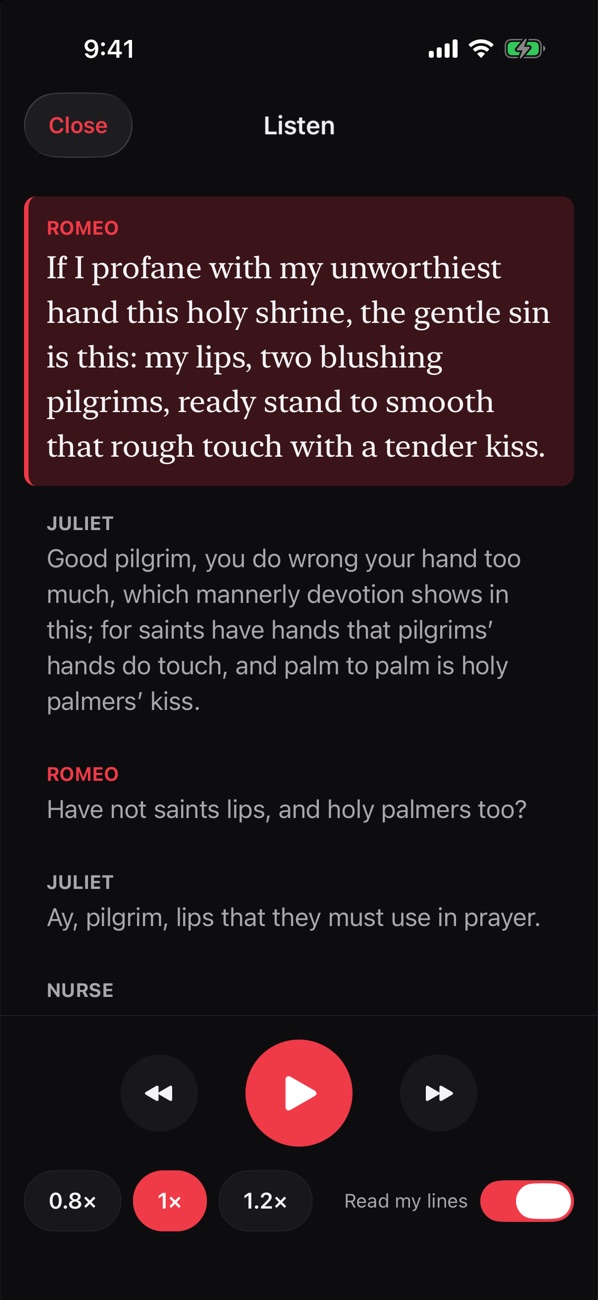 9:41
Close
Listen
ROMEO
If I profane with my unworthiest
hand this holy shrine, the gentle sin
is this: my lips, two blushing
pilgrims, ready stand to smooth
that rough touch with a tender kiss.
JULIET
Good pilgrim, you do wrong your hand too
much, which mannerly devotion shows in
this; for saints have hands that pilgrims’
hands do touch, and palm to palm is holy
palmers’ kiss.
ROMEO
Have not saints lips, and holy palmers too?
JULIET
Ay, pilgrim, lips that they must use in prayer.
NURSE
0.8×
1×
1.2×
Read my lines